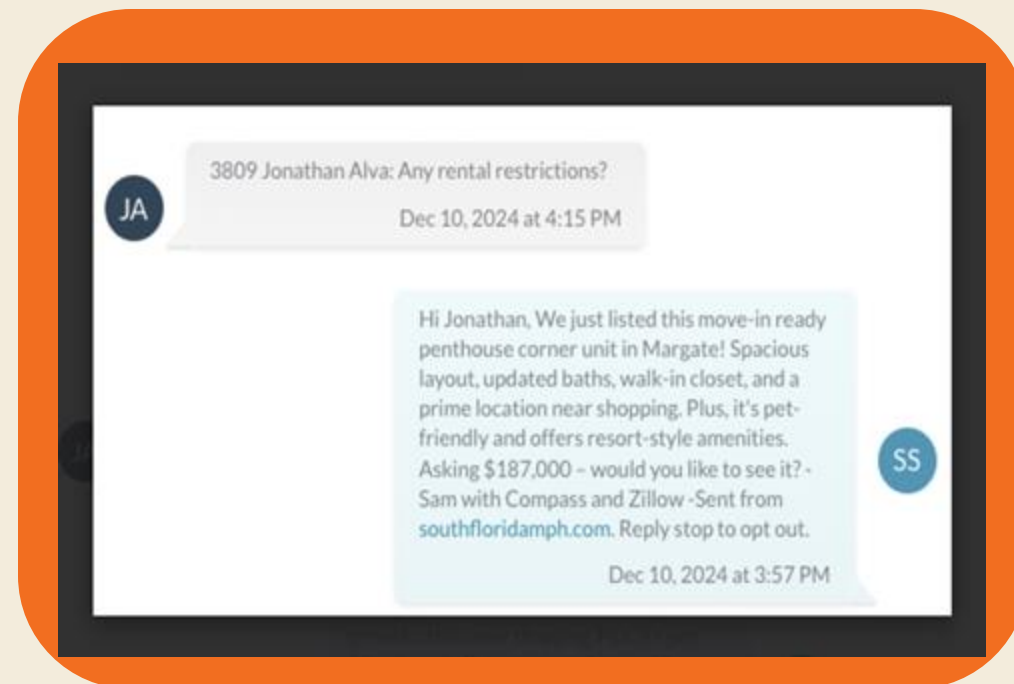 JA
3809 Jonathan Alva: Any rental restrictions?
Dec 10, 2024 at 4:15 PM
Hi Jonathan, We just listed this move-in ready
penthouse corner unit in Margate! Spacious
layout, updated baths, walk-in closet, and a
prime location near shopping. Plus, it's pet-
friendly and offers resort-style amenities.
Asking $187,000 – would you like to see it? -
Sam with Compass and Zillow -Sent from
southfloridamph.com. Reply stop to opt out.
SS
Dec 10, 2024 at 3:57 PM